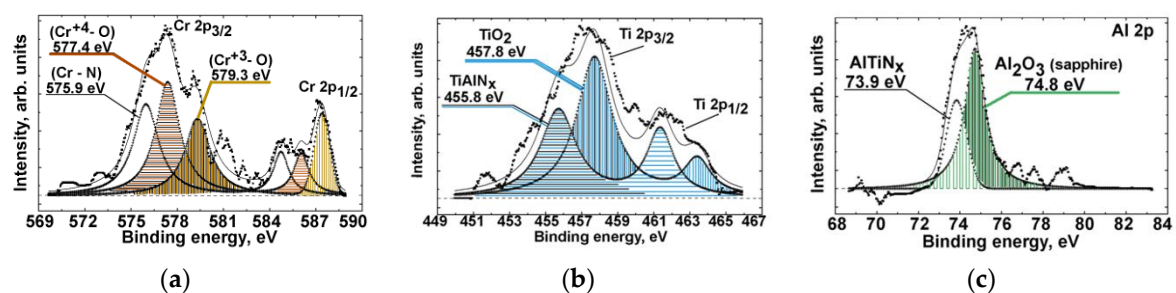 Intensity, arb. units
(Cr⁺⁴- O)
577.4 eV
Cr 2p₃/₂
(Cr - N)
575.9 eV
(Cr⁺³- O)
579.3 eV
Cr 2p₁/₂
569 572 575 578 581 584 587 590
Binding energy, eV
(a)
Intensity, arb. units
TiO₂
457.8 eV
Ti 2p₃/₂
TiAlNₓ
455.8 eV
Ti 2p₁/₂
449 451 453 455 457 459 461 463 465 467
Binding energy, eV
(b)
Intensity, arb. units
Al 2p
AlTiNₓ
73.9 eV
Al₂O₃ (sapphire)
74.8 eV
68 70 72 74 76 78 80 82 84
Binding energy, eV
(c)